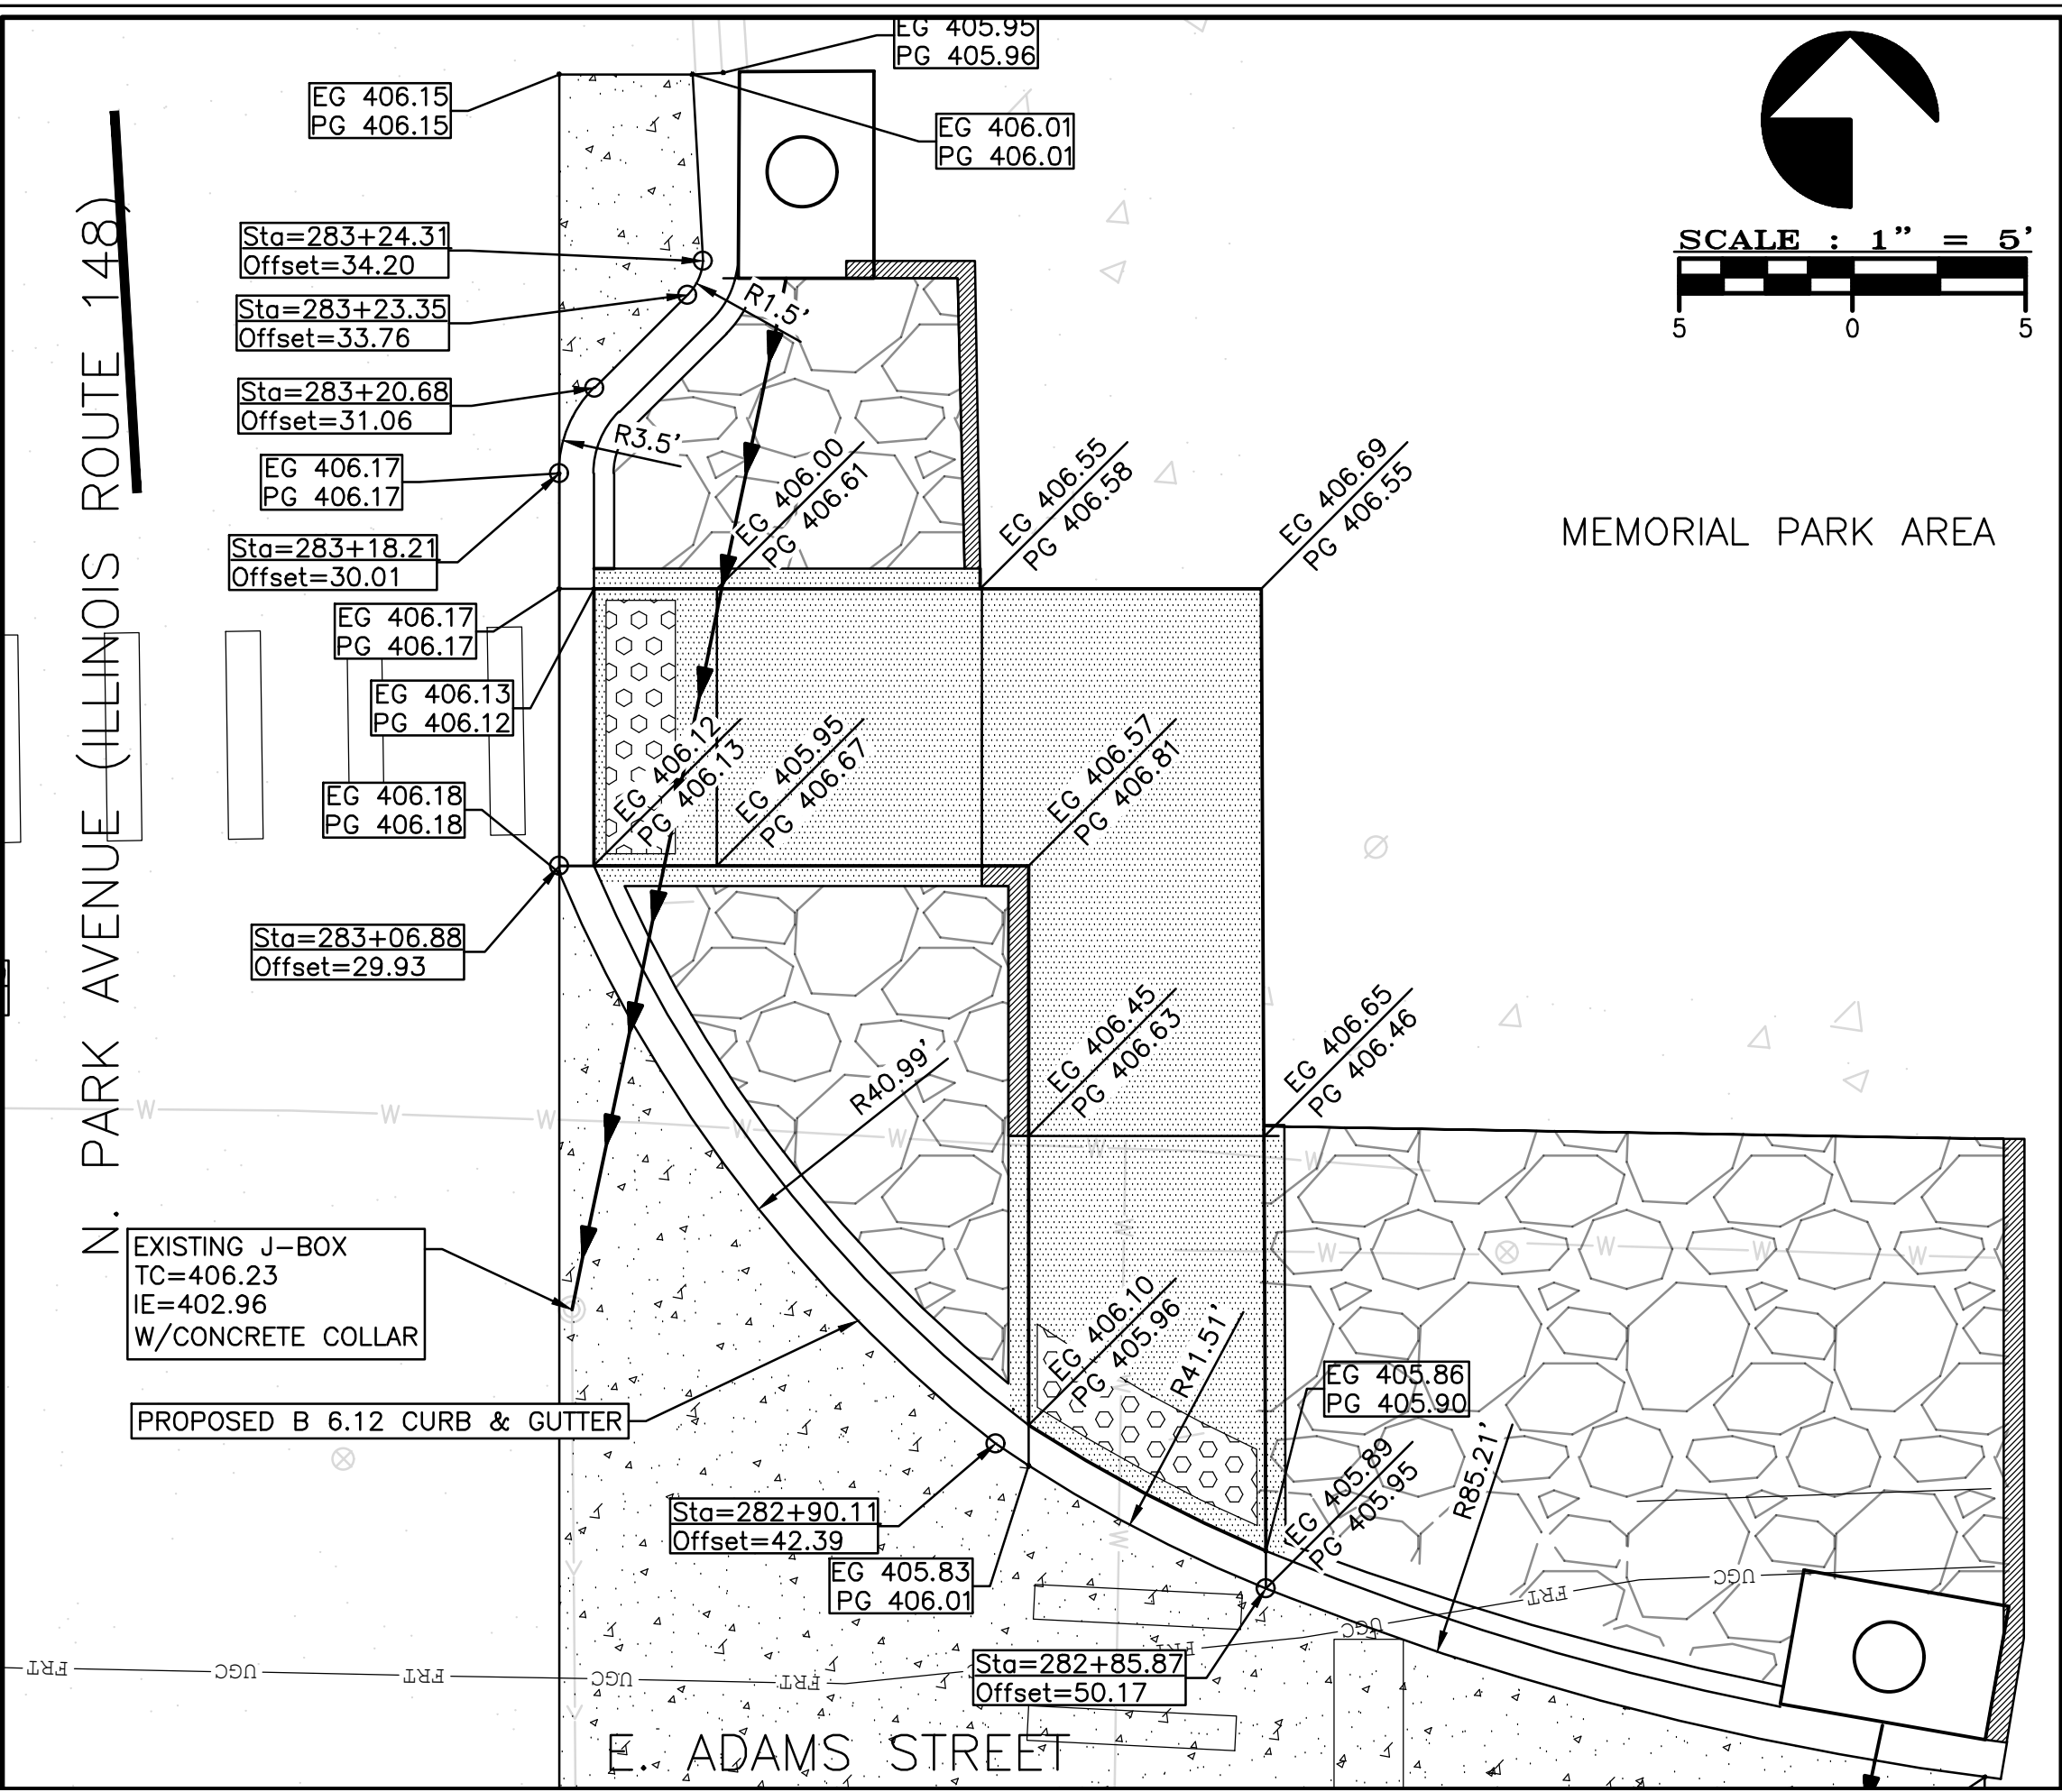 EG 405.95
PG 405.96
EG 406.15
PG 406.15
EG 406.01
PG 406.01
SCALE : 1" = 5'
5 0 5
Sta=283+24.31
Offset=34.20
Sta=283+23.35
Offset=33.76
R1.5'
Sta=283+20.68
Offset=31.06
R3.5'
EG 406.17
PG 406.17
EG 406.00
PG 406.61
EG 406.55
PG 406.58
EG 406.69
PG 406.55
MEMORIAL PARK AREA
Sta=283+18.21
Offset=30.01
EG 406.17
PG 406.17
EG 406.13
PG 406.12
EG 406.12
PG 406.13
EG 405.95
PG 406.67
EG 406.57
PG 406.81
EG 406.18
PG 406.18
Sta=283+06.88
Offset=29.93
N. PARK AVENUE (ILLINOIS ROUTE 148)
EG 406.45
PG 406.63
EG 406.65
PG 406.46
R40.99'
W W W W W W W
W W W W
W
W
W
EXISTING J-BOX
TC=406.23
IE=402.96
W/CONCRETE COLLAR
EG 406.10
PG 405.96
R41.51'
EG 405.86
PG 405.90
PROPOSED B 6.12 CURB & GUTTER
EG 405.89
PG 405.95
R85.21'
Sta=282+90.11
Offset=42.39
EG 405.83
PG 406.01
Sta=282+85.87
Offset=50.17
FRT UGC FRT UGC FRT FRT UGC FRT UGC
E. ADAMS STREET